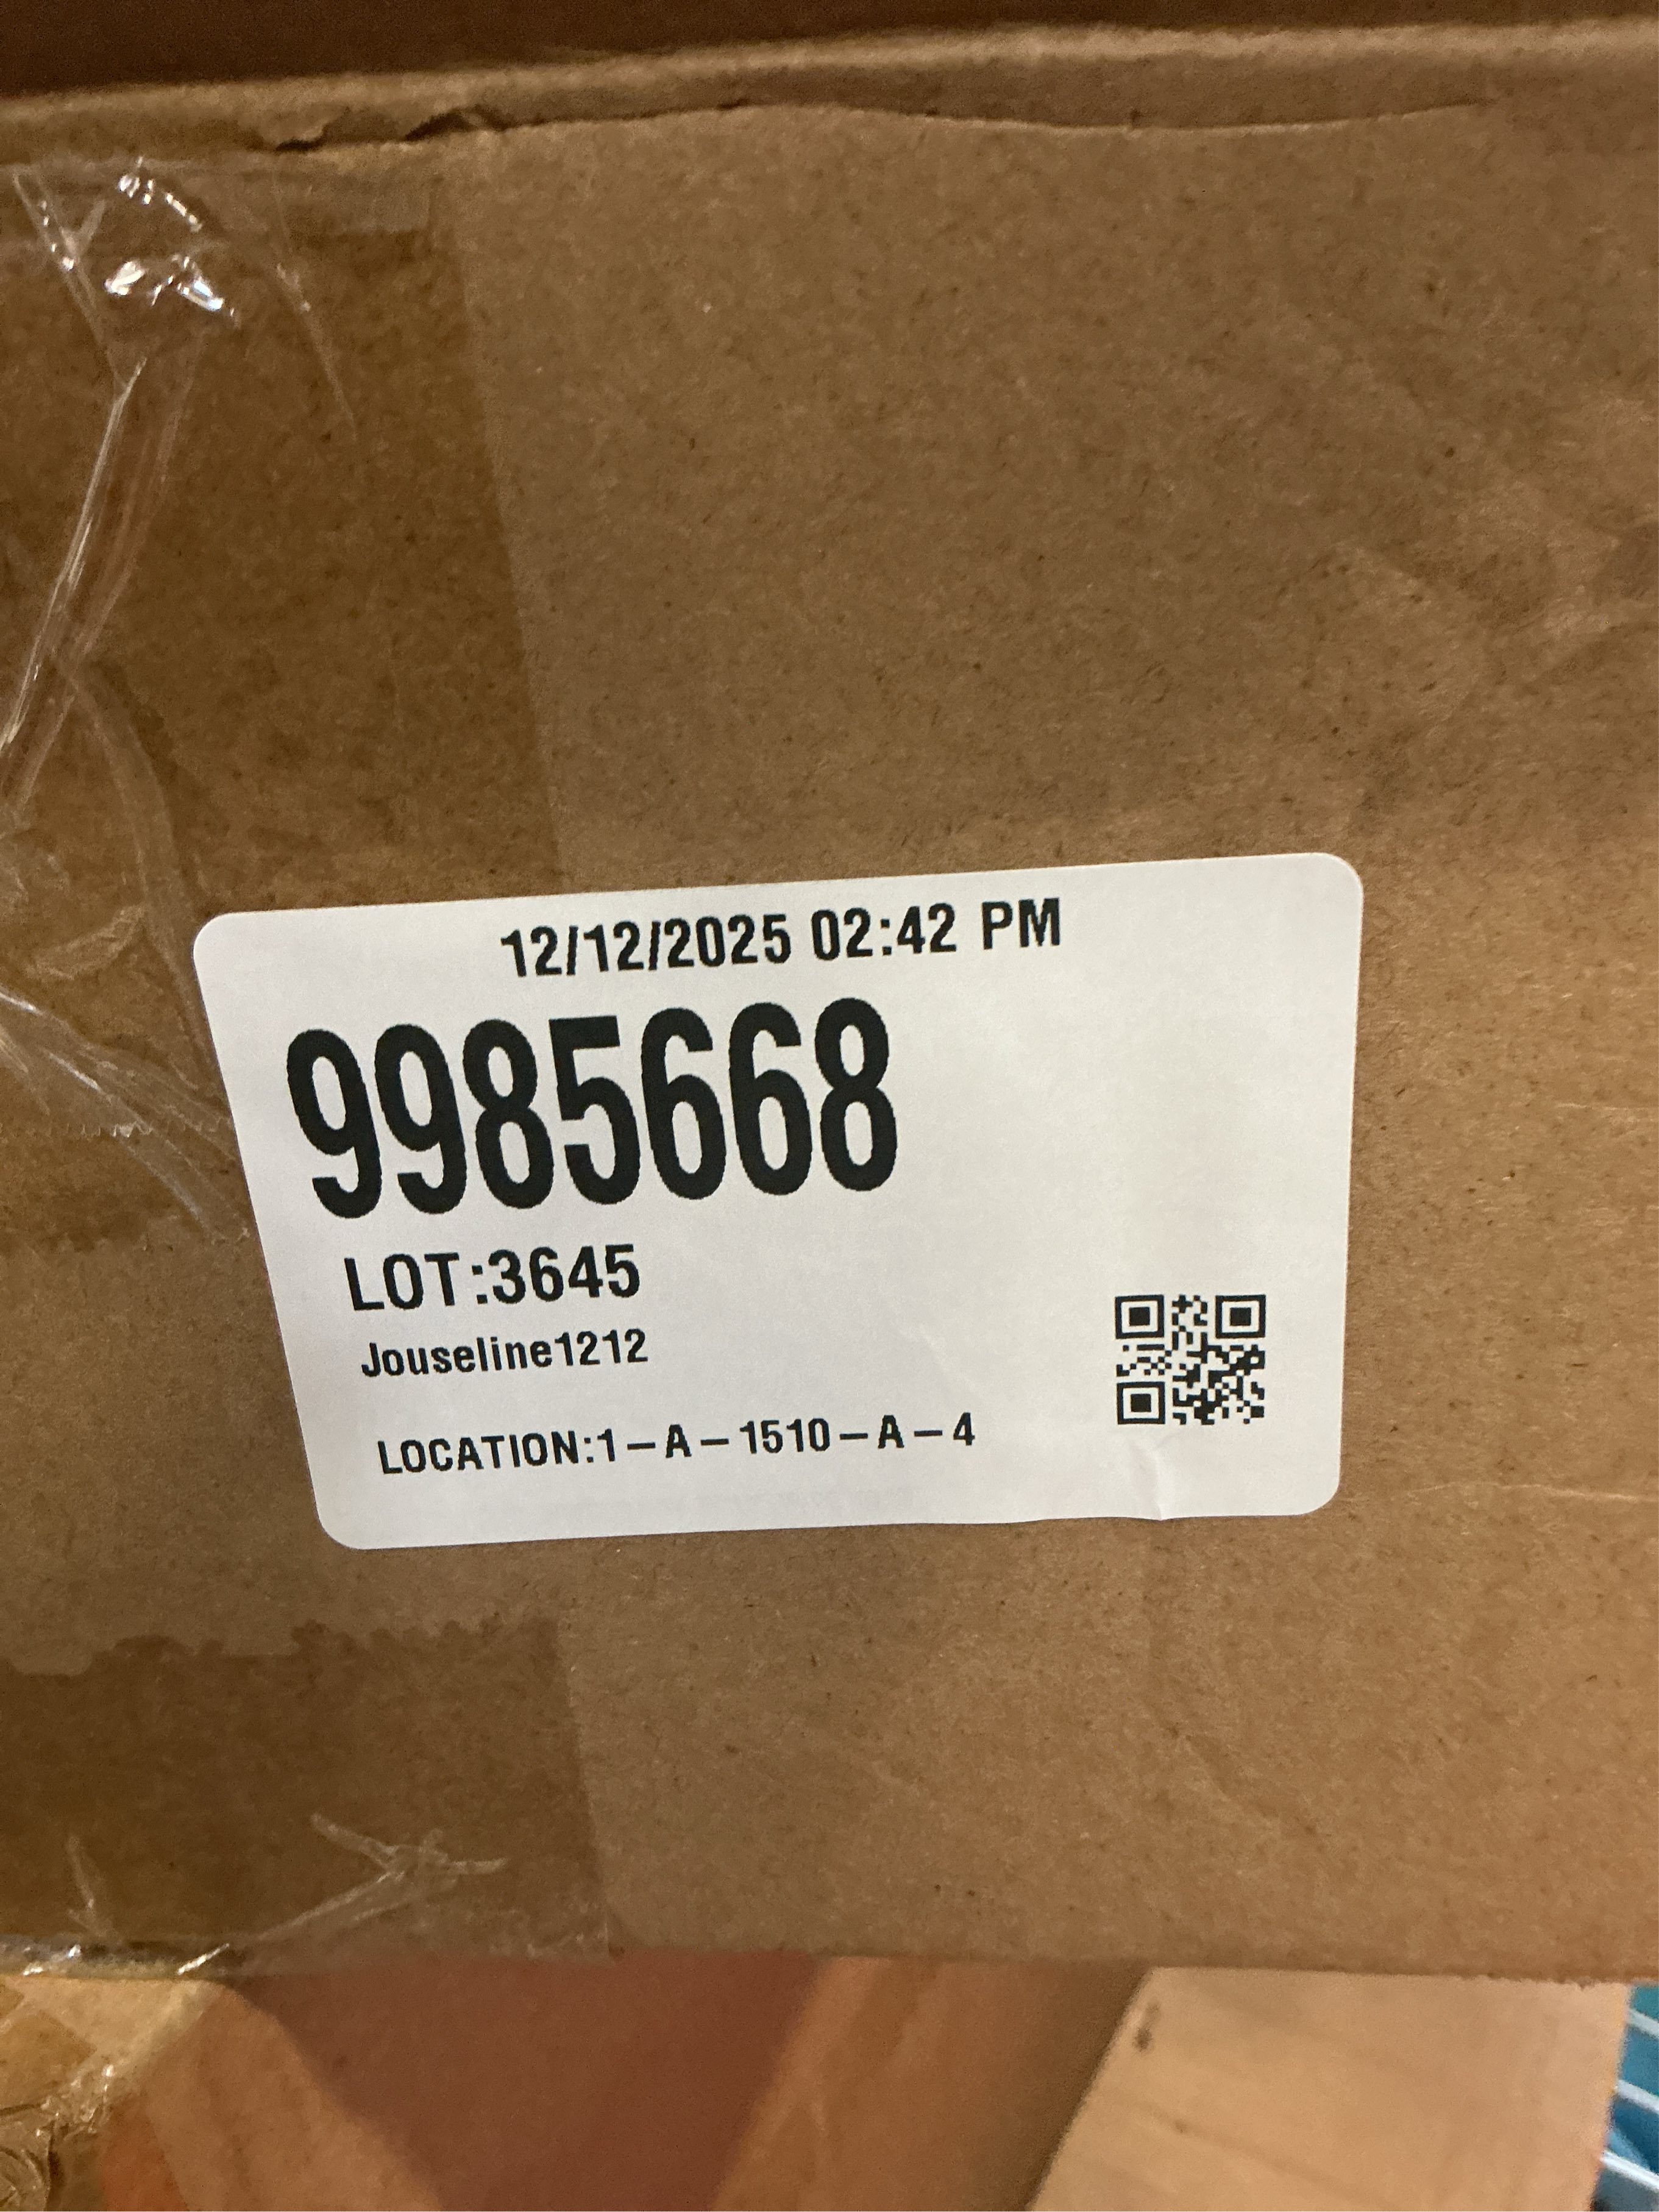 12/12/2025 02:42 PM
9985668
LOT:3645
Jouseline1212
LOCATION:1-A-1510-A-4